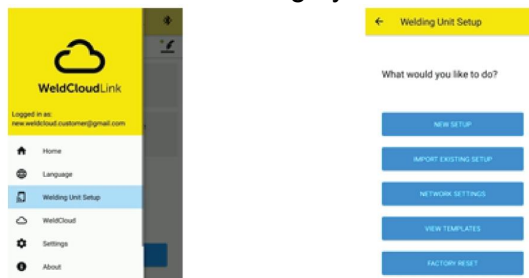 WeldCloudLink
Logged in as:
new.weldcloud.customer@gmail.com
Home
Language
Welding Unit Setup
WeldCloud
Settings
About
Welding Unit Setup
What would you like to do?
NEW SETUP
IMPORT EXISTING SETUP
NETWORK SETTINGS
VIEW TEMPLATES
FACTORY RESET